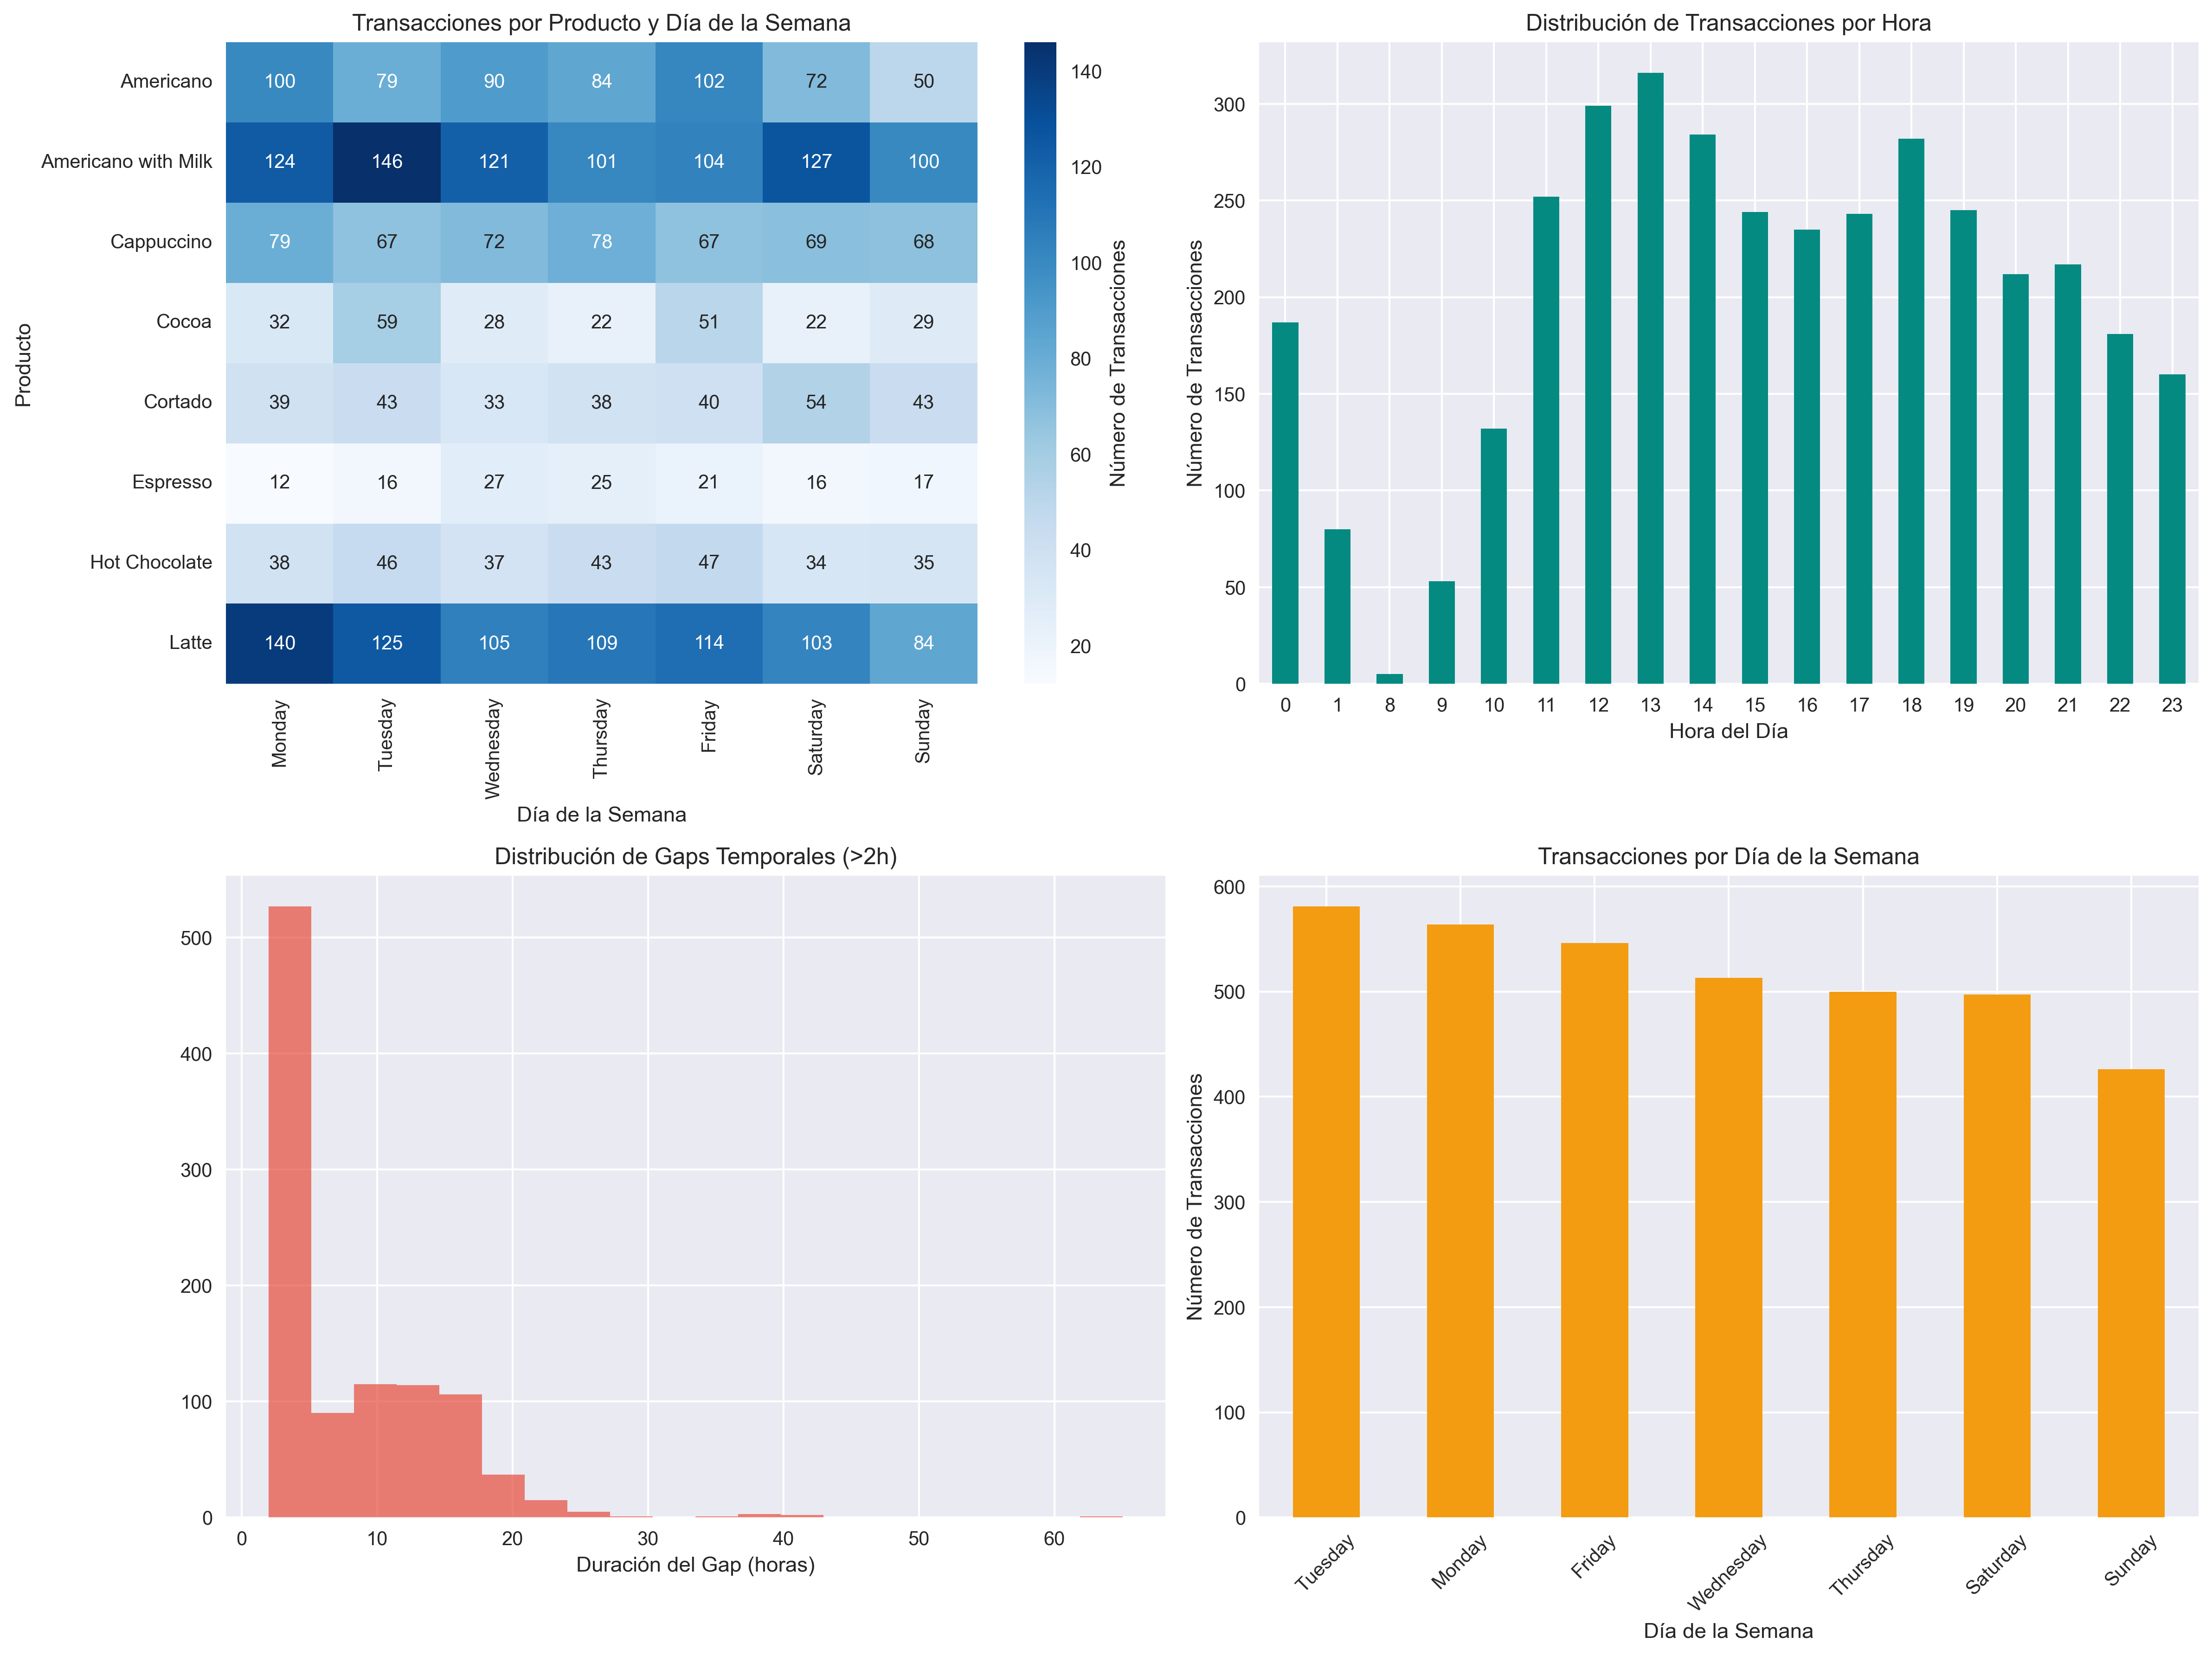 Transacciones por Producto y Día de la Semana
Producto
Americano 100 79 90 84 102 72 50
Americano with Milk 124 146 121 101 104 127 100
Cappuccino 79 67 72 78 67 69 68
Cocoa 32 59 28 22 51 22 29
Cortado 39 43 33 38 40 54 43
Espresso 12 16 27 25 21 16 17
Hot Chocolate 38 46 37 43 47 34 35
Latte 140 125 105 109 114 103 84
Monday Tuesday Wednesday Thursday Friday Saturday Sunday
Día de la Semana
140
120
100
80
60
40
20
Número de Transacciones
Distribución de Transacciones por Hora
Número de Transacciones
300
250
200
150
100
50
0
0 1 8 9 10 11 12 13 14 15 16 17 18 19 20 21 22 23
Hora del Día
Distribución de Gaps Temporales (>2h)
500
400
300
200
100
0
0 10 20 30 40 50 60
Duración del Gap (horas)
Transacciones por Día de la Semana
Número de Transacciones
600
500
400
300
200
100
0
Tuesday Monday Friday Wednesday Thursday Saturday Sunday
Día de la Semana